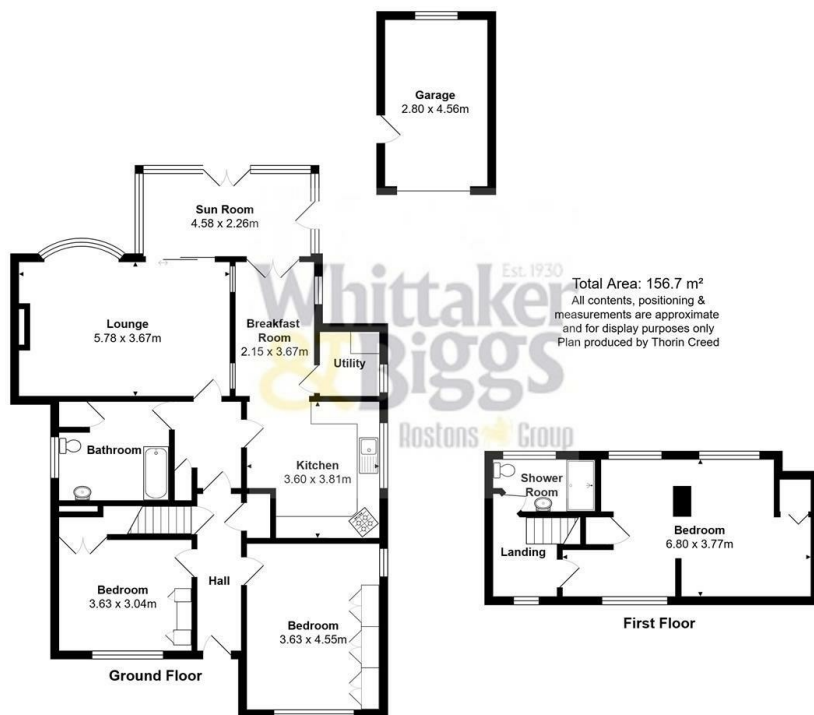 Garage
2.80 x 4.56m
Sun Room
4.58 x 2.26m
Est. 1930
Whittaker
& Biggs
Rostons Group
Total Area: 156.7 m²
All contents, positioning &
measurements are approximate
and for display purposes only
Plan produced by Thorin Creed
Lounge
5.78 x 3.67m
Breakfast
Room
2.15 x 3.67m
Utility
Bathroom
Kitchen
3.60 x 3.81m
Bedroom
3.63 x 3.04m
Hall
Bedroom
3.63 x 4.55m
Ground Floor
Shower
Room
Landing
Bedroom
6.80 x 3.77m
First Floor